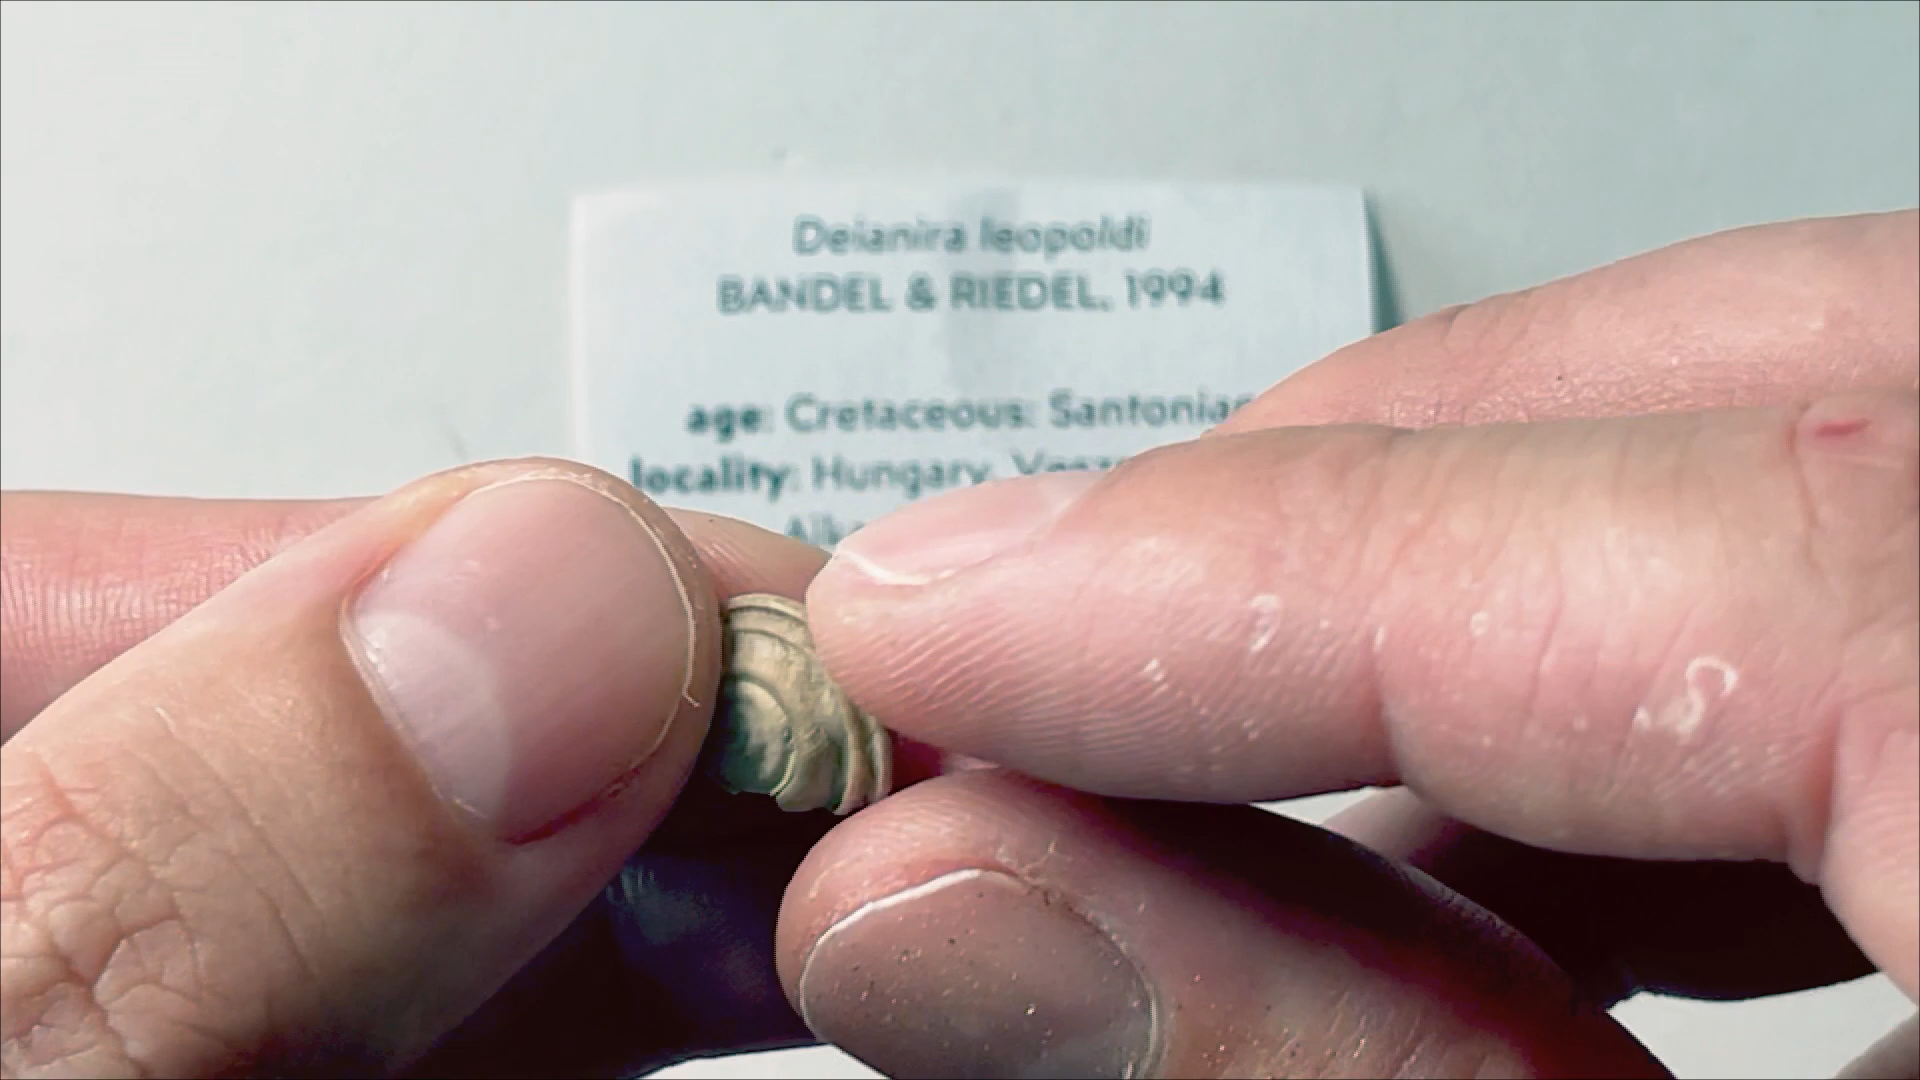 Deianira leopoldi
BANDEL & RIEDEL, 1994
age: Cretaceous: Santonian
locality: Hungary,